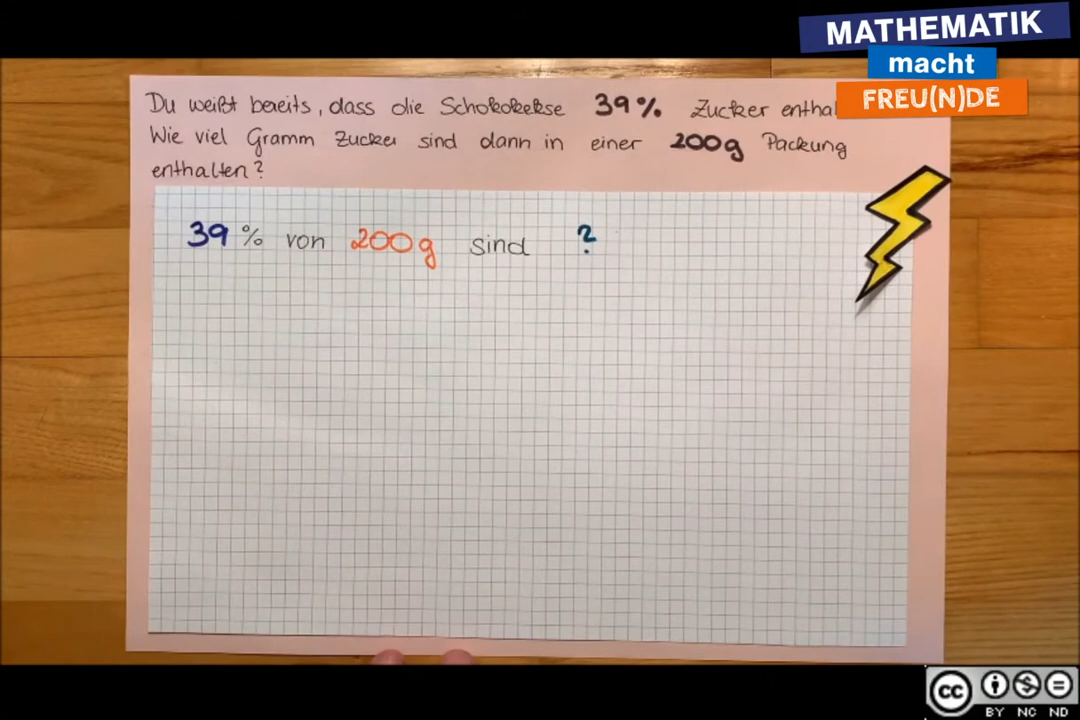 MATHEMATIK
macht
FREU(N)DE
Du weißt bereits, dass die Schokokekse 39% Zucker
Wie viel Gramm Zucker sind dann in einer 200g Packung
enthalten?
39% von 200g sind ?
cc
BY NC ND